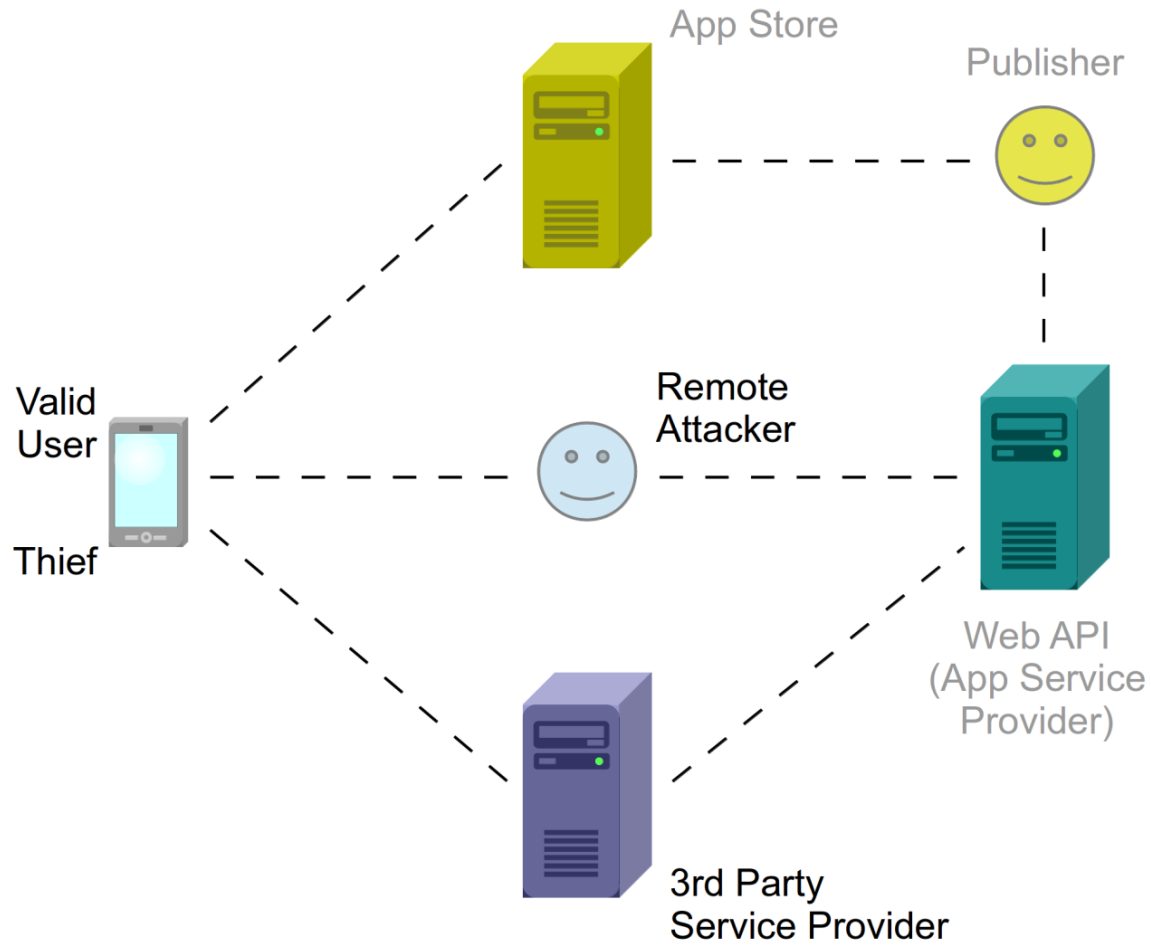 App Store
Publisher
Valid
User
Remote
Attacker
Thief
Web API
(App Service
Provider)
3rd Party
Service Provider